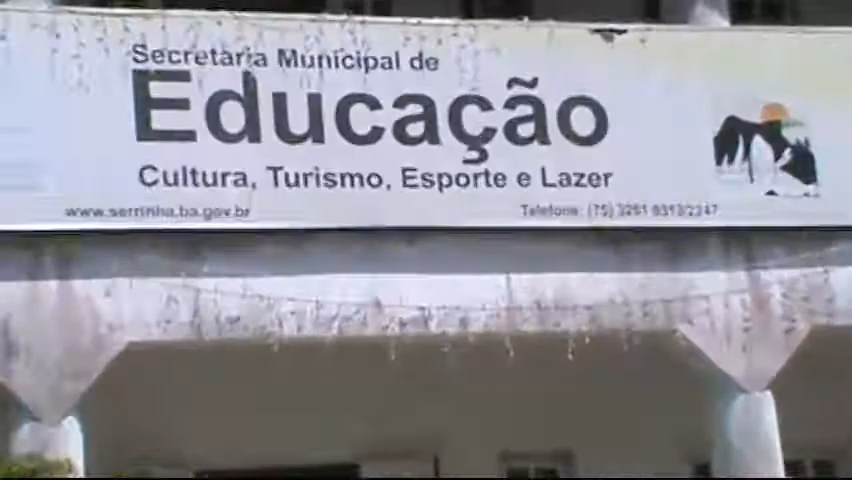 Secretaria Municipal de
Educação
Cultura, Turismo, Esporte e Lazer
www.serrinha.ba.gov.br
Telefone: (75) 3261